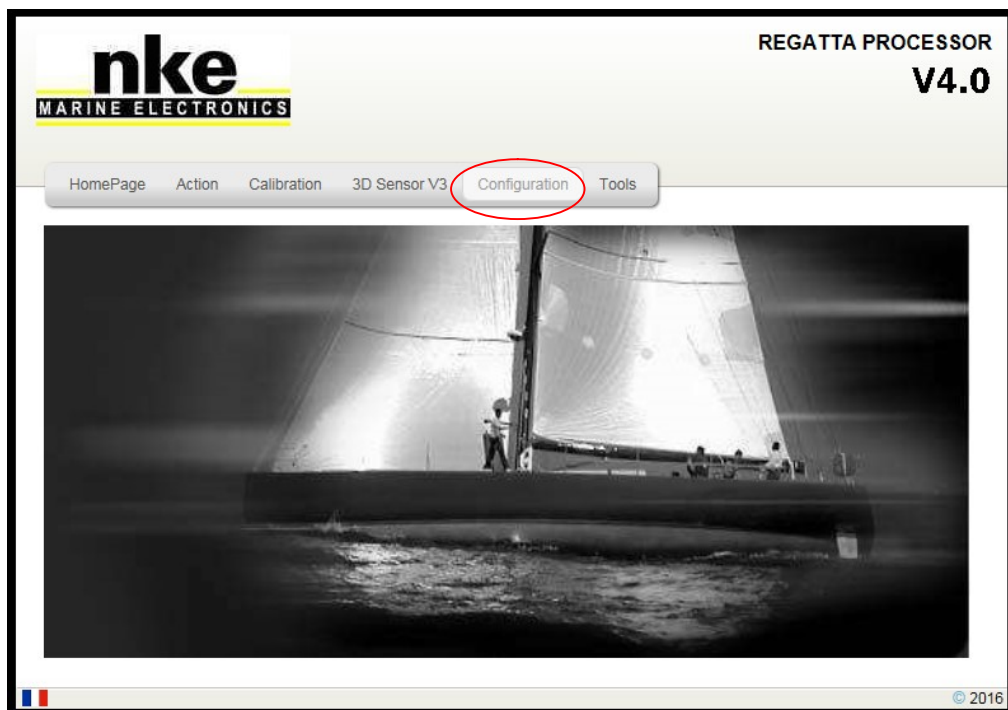 nke
MARINE ELECTRONICS
REGATTA PROCESSOR
V4.0
HomePage Action Calibration 3D Sensor V3 Configuration Tools
© 2016